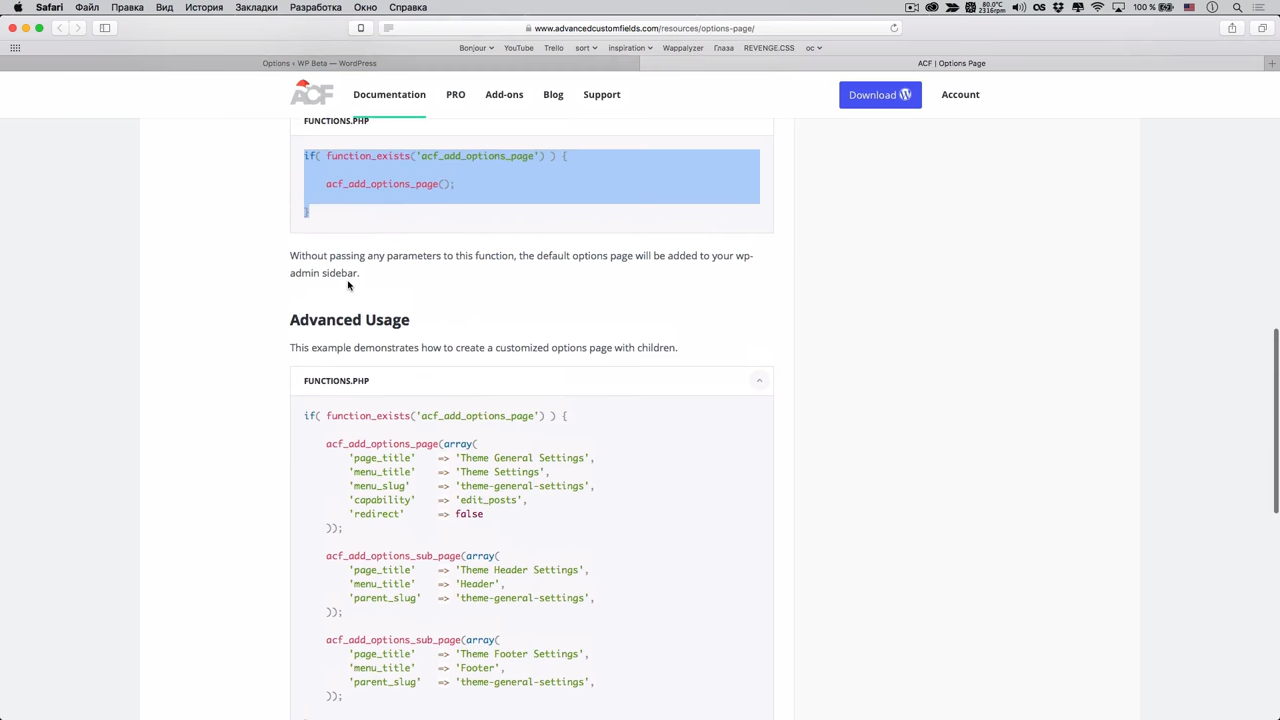 Safari Файл Правка Вид История Закладки Разработка Окно Справка
80.0°C
2316rpm
100 %
www.advancedcustomfields.com/resources/options-page/
Bonjour YouTube Trello sort inspiration Wappalyzer Глаза REVENGE.CSS ос
Options ‹ WP Beta — WordPress
ACF | Options Page
ACF Documentation PRO Add-ons Blog Support Download Account
FUNCTIONS.PHP
if( function_exists('acf_add_options_page') ) {
acf_add_options_page();
}
Without passing any parameters to this function, the default options page will be added to your wp-
admin sidebar.
Advanced Usage
This example demonstrates how to create a customized options page with children.
FUNCTIONS.PHP
if( function_exists('acf_add_options_page') ) {
acf_add_options_page(array(
'page_title' => 'Theme General Settings',
'menu_title' => 'Theme Settings',
'menu_slug' => 'theme-general-settings',
'capability' => 'edit_posts',
'redirect' => false
));
acf_add_options_sub_page(array(
'page_title' => 'Theme Header Settings',
'menu_title' => 'Header',
'parent_slug' => 'theme-general-settings',
));
acf_add_options_sub_page(array(
'page_title' => 'Theme Footer Settings',
'menu_title' => 'Footer',
'parent_slug' => 'theme-general-settings',
));